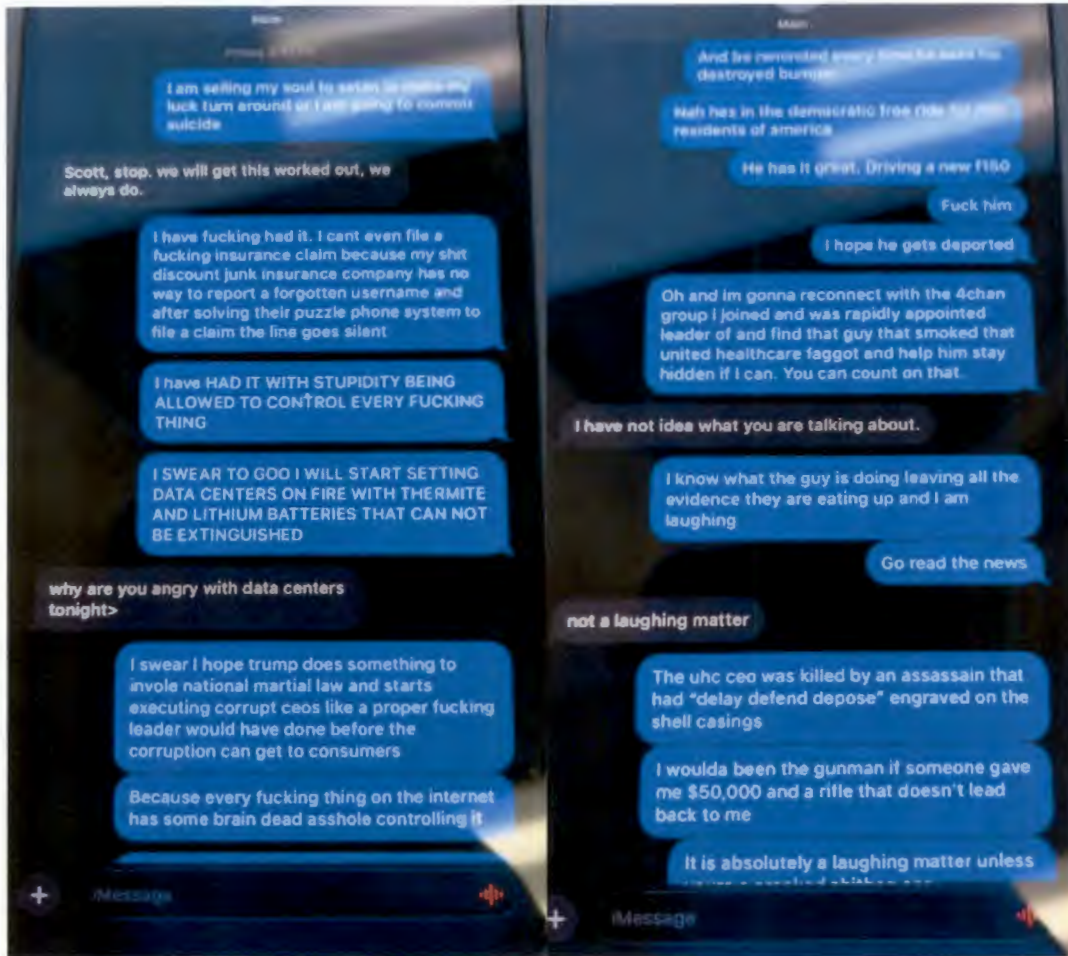 I am selling my soul to satan to make my
luck turn around or I am going to commit
suicide
Scott, stop. we will get this worked out, we
always do.
I have fucking had it. I cant even file a
fucking insurance claim because my shit
discount junk insurance company has no
way to report a forgotten username and
after solving their puzzle phone system to
file a claim the line goes silent
I have HAD IT WITH STUPIDITY BEING
ALLOWED TO CONTROL EVERY FUCKING
THING
I SWEAR TO GOO I WILL START SETTING
DATA CENTERS ON FIRE WITH THERMITE
AND LITHIUM BATTERIES THAT CAN NOT
BE EXTINGUISHED
why are you angry with data centers
tonight>
I swear I hope trump does something to
invole national martial law and starts
executing corrupt ceos like a proper fucking
leader would have done before the
corruption can get to consumers
Because every fucking thing on the internet
has some brain dead asshole controlling it
iMessage
And be reminded every time he sees his
destroyed bumper
Nah hes in the democratic free ride for
residents of america
He has it great. Driving a new f150
Fuck him
I hope he gets deported
Oh and im gonna reconnect with the 4chan
group I joined and was rapidly appointed
leader of and find that guy that smoked that
united healthcare faggot and help him stay
hidden if I can. You can count on that.
I have not idea what you are talking about.
I know what the guy is doing leaving all the
evidence they are eating up and I am
laughing
Go read the news
not a laughing matter
The uhc ceo was killed by an assassain that
had "delay defend depose" engraved on the
shell casings
I woulda been the gunman if someone gave
me $50,000 and a rifle that doesn't lead
back to me
It is absolutely a laughing matter unless
iMessage